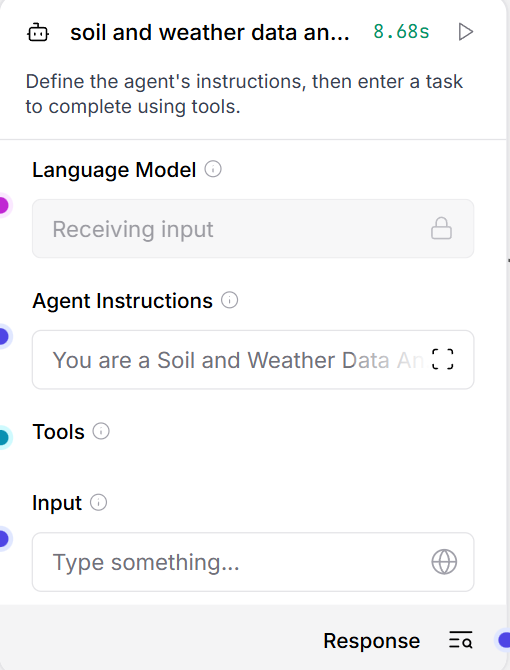 soil and weather data an...
8.68s
Define the agent's instructions, then enter a task
to complete using tools.
Language Model
Receiving input
Agent Instructions
You are a Soil and Weather Data An
Tools
Input
Type something...
Response